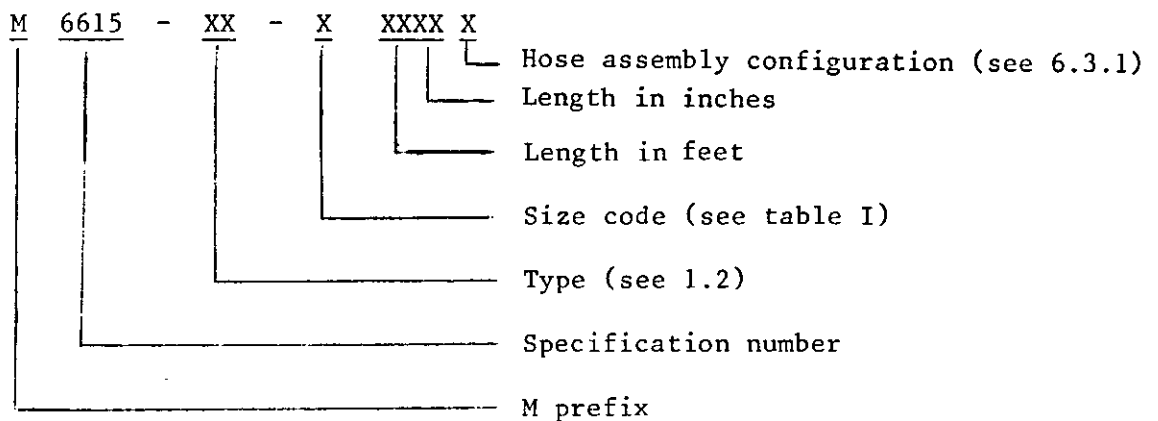 M 6615 - XX - X XXXX X
Hose assembly configuration (see 6.3.1)
Length in inches
Length in feet
Size code (see table I)
Type (see 1.2)
Specification number
M prefix